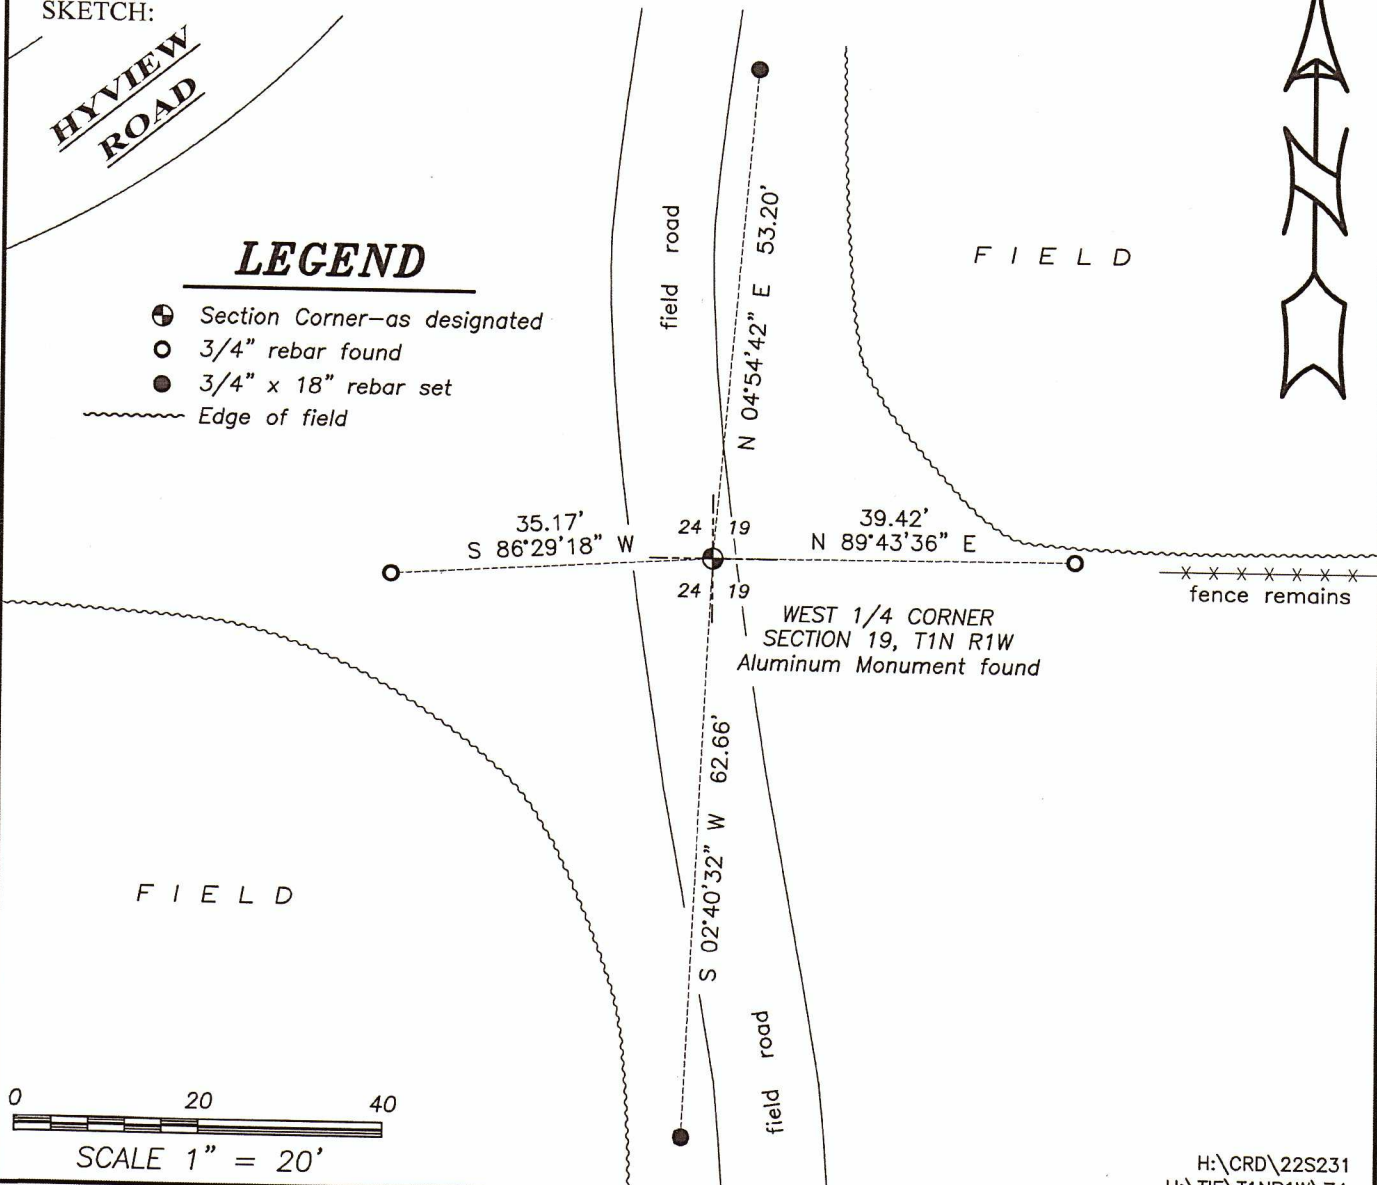 SKETCH:
HYVIEW
ROAD
LEGEND
Section Corner-as designated
3/4" rebar found
3/4" x 18" rebar set
Edge of field
field road
N 04°54'42" E 53.20'
FIELD
N
35.17'
S 86°29'18" W
24 19
39.42'
N 89°43'36" E
24 19
fence remains
WEST 1/4 CORNER
SECTION 19, T1N R1W
Aluminum Monument found
S 02°40'32" W 62.66'
FIELD
field road
0 20 40
SCALE 1" = 20'
H:\CRD\22S231